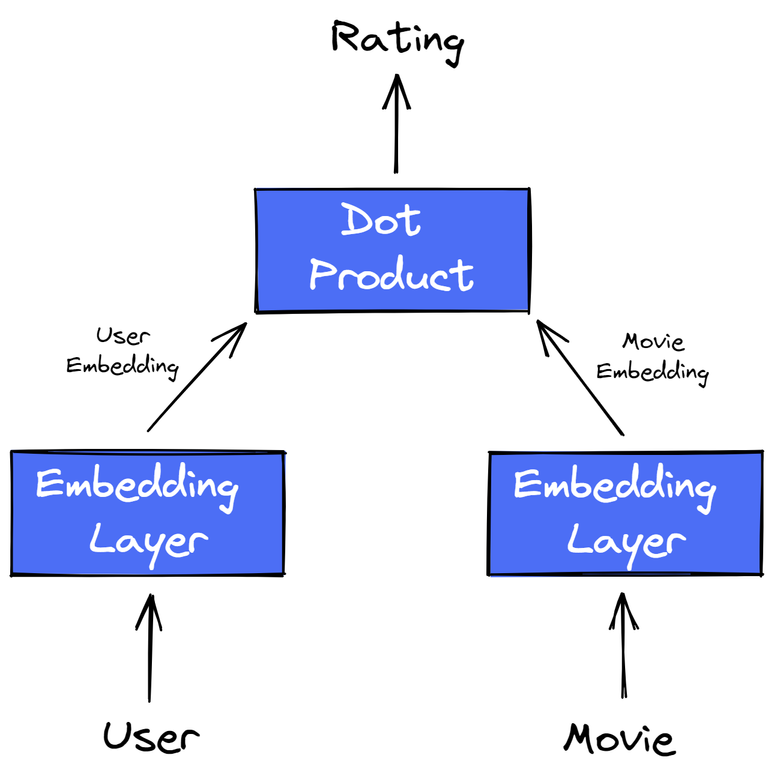 Rating
Dot
Product
User
Embedding
Movie
Embedding
Embedding
Layer
Embedding
Layer
User
Movie